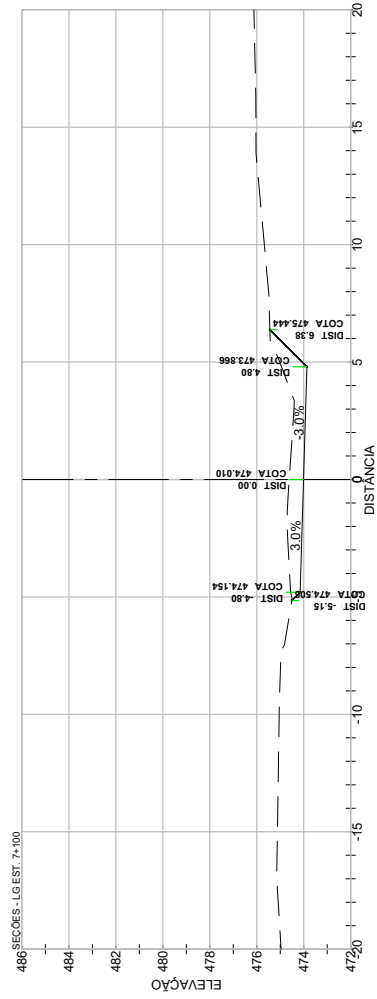 SEÇÕES - LG EST. 7+100
486
484
482
480
478
476
474
472
ELEVAÇÃO
-20
-15
-10
-5
0
5
10
15
20
DISTÂNCIA
3.0%
-3.0%
DIST -5.15
COTA 474.506
DIST -4.80
COTA 474.154
DIST 0.00
COTA 474.010
DIST 4.80
COTA 473.866
DIST 6.38
COTA 475.444